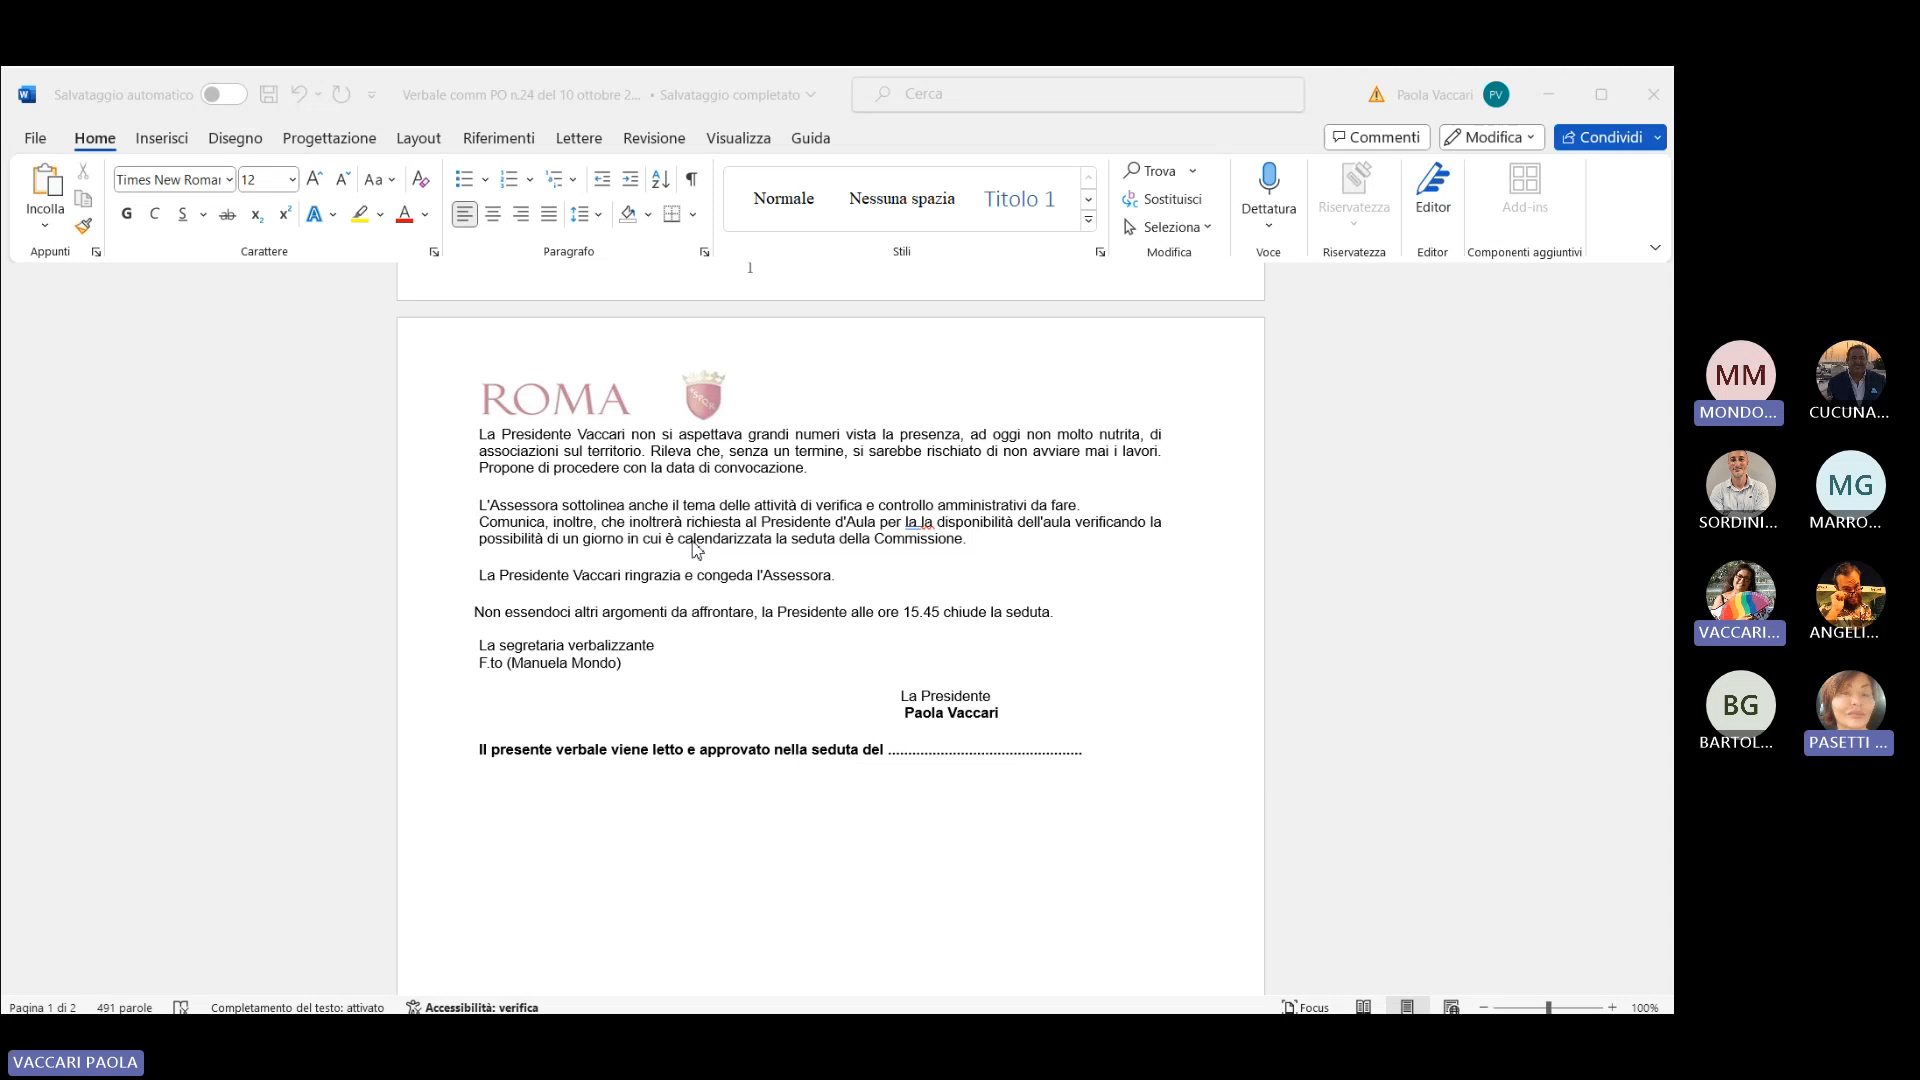 Salvataggio automatico
Verbale comm PO n.24 del 10 ottobre 2... • Salvataggio completato
Cerca
Paola Vaccari PV
File Home Inserisci Disegno Progettazione Layout Riferimenti Lettere Revisione Visualizza Guida
Commenti Modifica Condividi
Incolla
Appunti
Times New Roman 12
Aa
G C S ab x₂ x² A A
Carattere
Paragrafo
Normale Nessuna spazia Titolo 1
Stili
Trova
Sostituisci
Seleziona
Modifica
Dettatura
Voce
Riservatezza
Riservatezza
Editor
Editor
Add-ins
Componenti aggiuntivi
1
ROMA
La Presidente Vaccari non si aspettava grandi numeri vista la presenza, ad oggi non molto nutrita, di
associazioni sul territorio. Rileva che, senza un termine, si sarebbe rischiato di non avviare mai i lavori.
Propone di procedere con la data di convocazione.
L'Assessora sottolinea anche il tema delle attività di verifica e controllo amministrativi da fare.
Comunica, inoltre, che inoltrerà richiesta al Presidente d'Aula per la la disponibilità dell'aula verificando la
possibilità di un giorno in cui è calendarizzata la seduta della Commissione.
La Presidente Vaccari ringrazia e congeda l'Assessora.
Non essendoci altri argomenti da affrontare, la Presidente alle ore 15.45 chiude la seduta.
La segretaria verbalizzante
F.to (Manuela Mondo)
La Presidente
Paola Vaccari
Il presente verbale viene letto e approvato nella seduta del ................................................
Pagina 1 di 2 491 parole Completamento del testo: attivato Accessibilità: verifica
Focus 100%
MM
MONDO...
CUCUNA...
SORDINI...
MG
MARRO...
VACCARI...
ANGELI...
BG
BARTOL...
PASETTI ...
VACCARI PAOLA